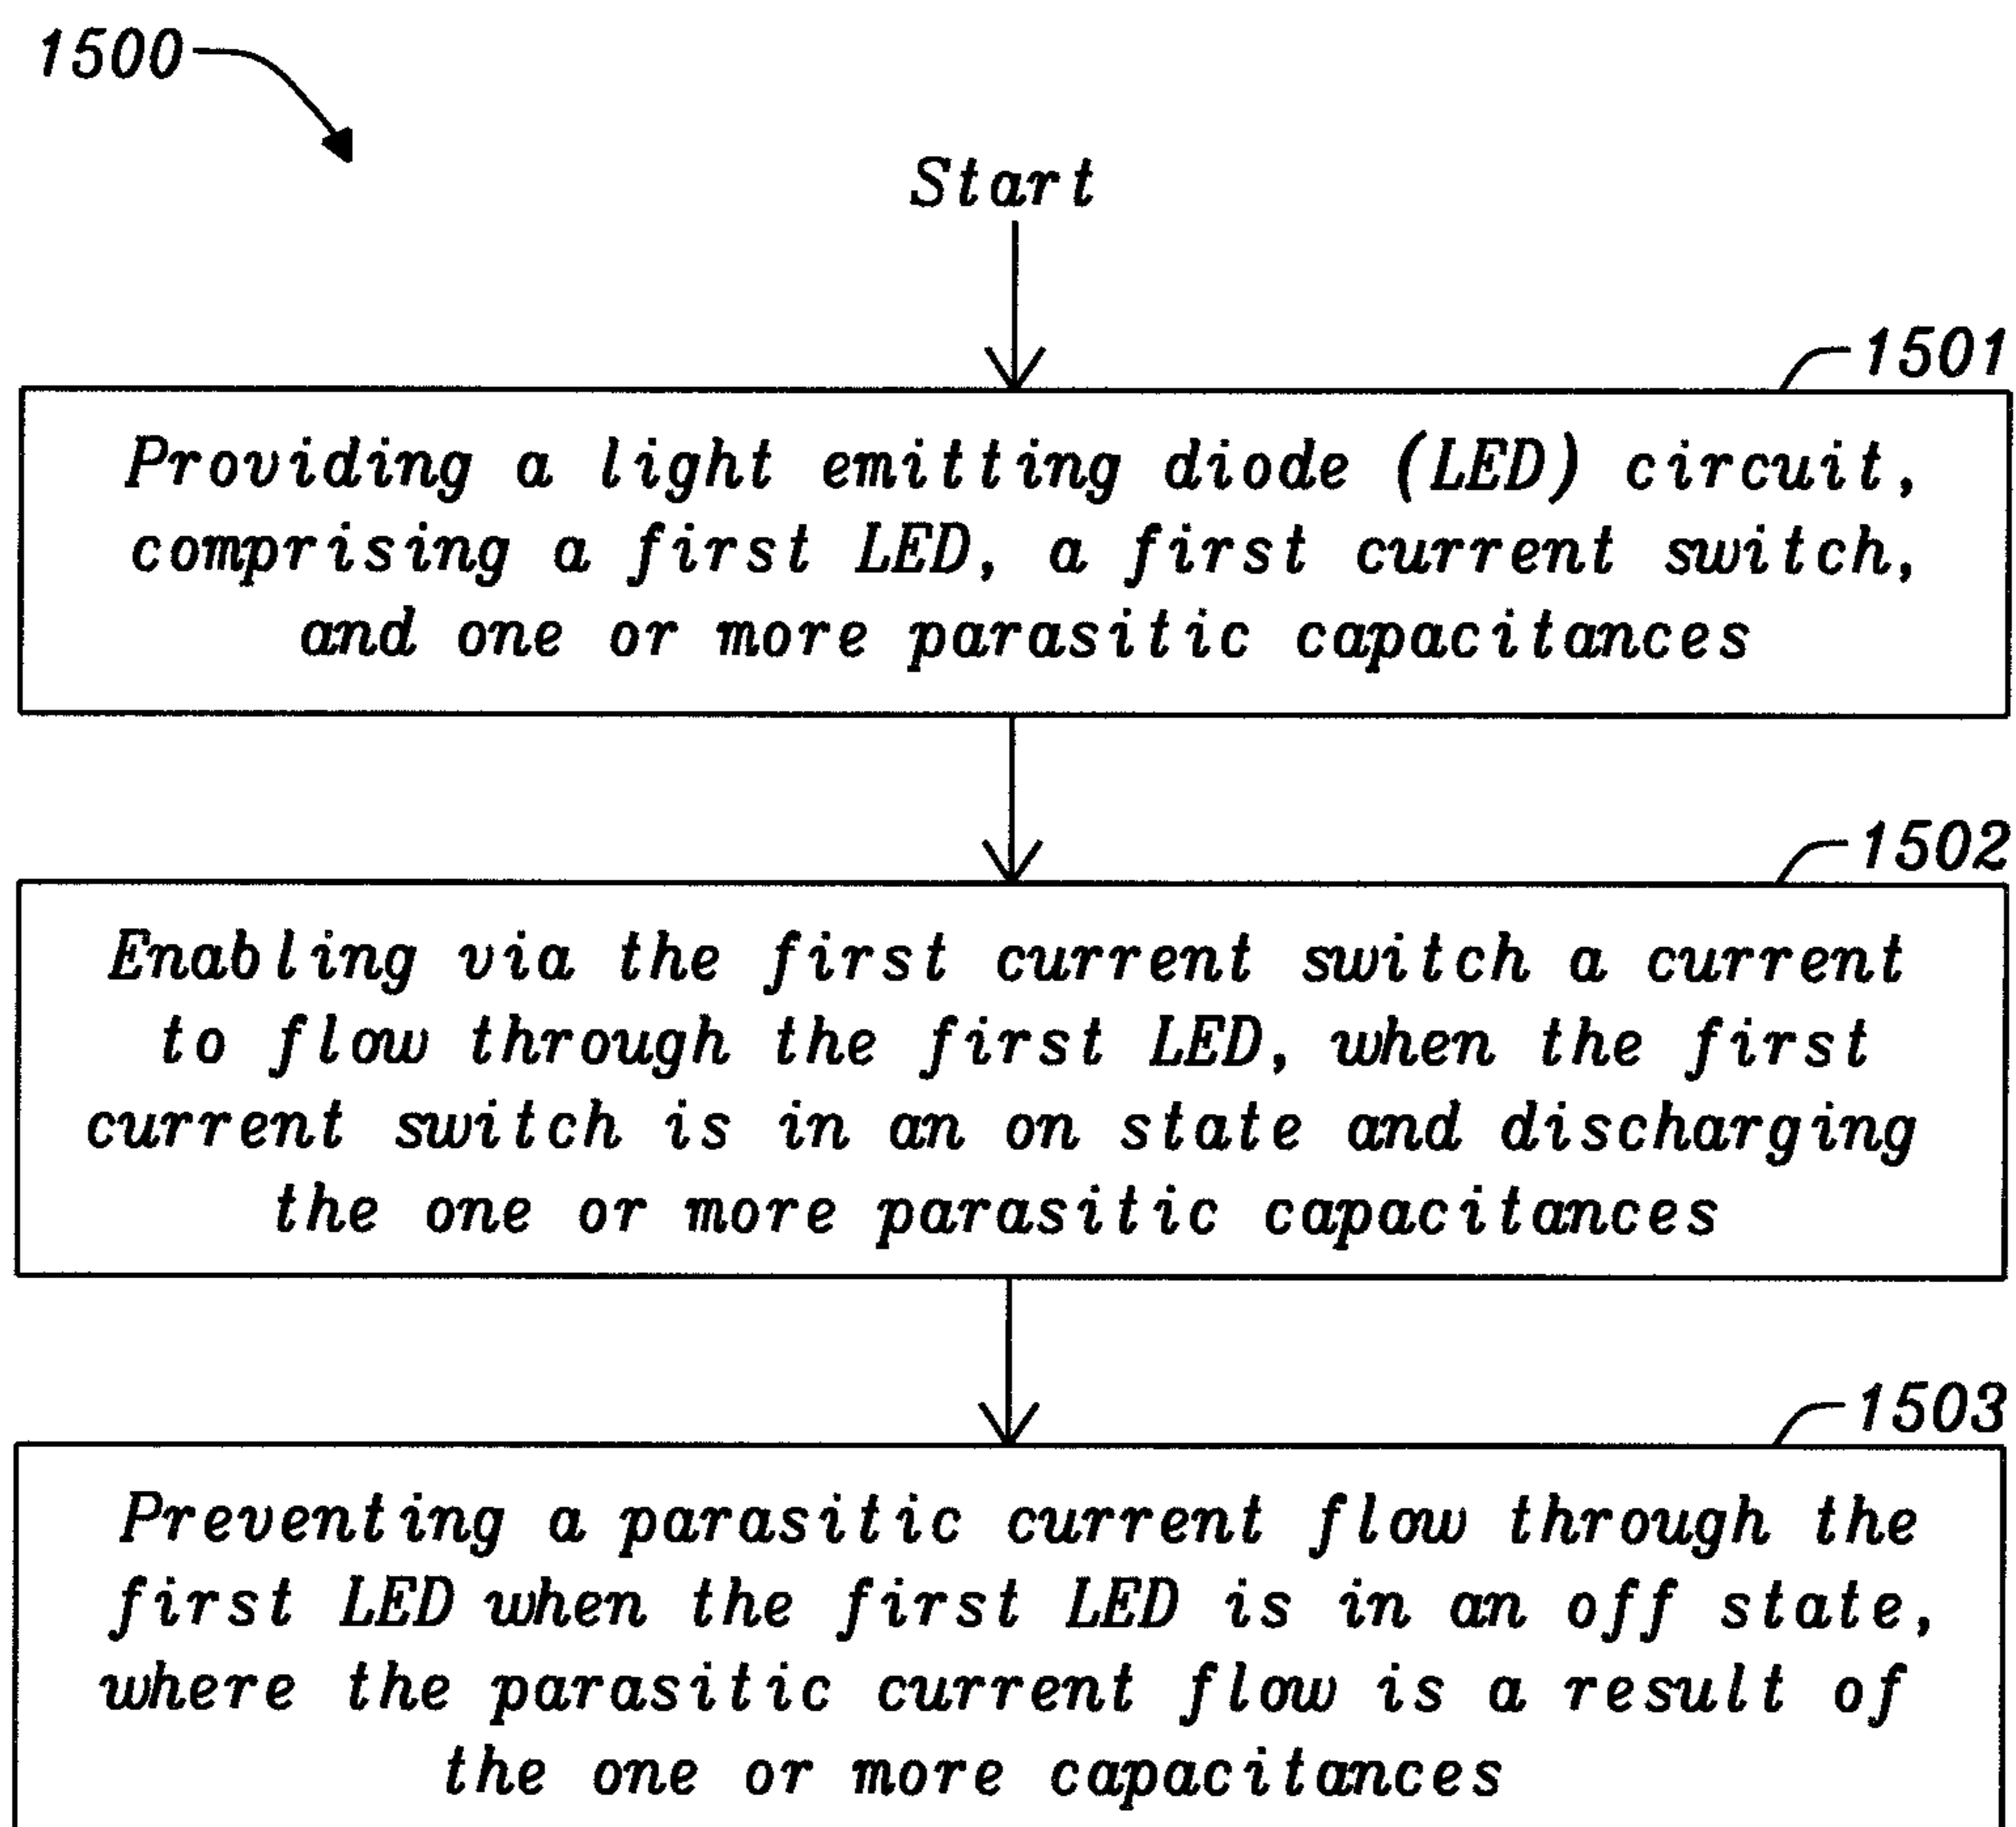 1500
Start
1501
Providing a light emitting diode (LED) circuit,
comprising a first LED, a first current switch,
and one or more parasitic capacitances
1502
Enabling via the first current switch a current
to flow through the first LED, when the first
current switch is in an on state and discharging
the one or more parasitic capacitances
1503
Preventing a parasitic current flow through the
first LED when the first LED is in an off state,
where the parasitic current flow is a result of
the one or more capacitances